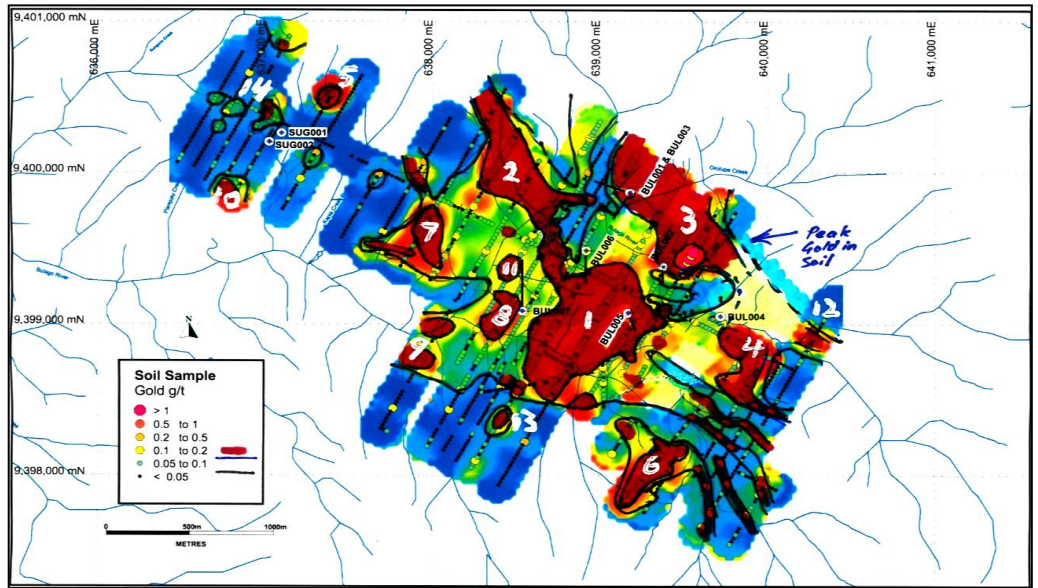 9,401,000 mN
636,000 mE
637,000 mE
638,000 mE
639,000 mE
640,000 mE
641,000 mE
14
5
SUG001
SUG002
9,400,000 mN
2
BUL001 & BUL003
3
Peak
Gold in
Soil
7
BUL006
11
Bulago River
9,399,000 mN
1
BUL005
BUL004
12
4
Soil Sample
Gold g/t
> 1
0.5 to 1
0.2 to 0.5
0.1 to 0.2
0.05 to 0.1
< 0.05
13
6
9,398,000 mN
0
500m
1000m
METRES
N